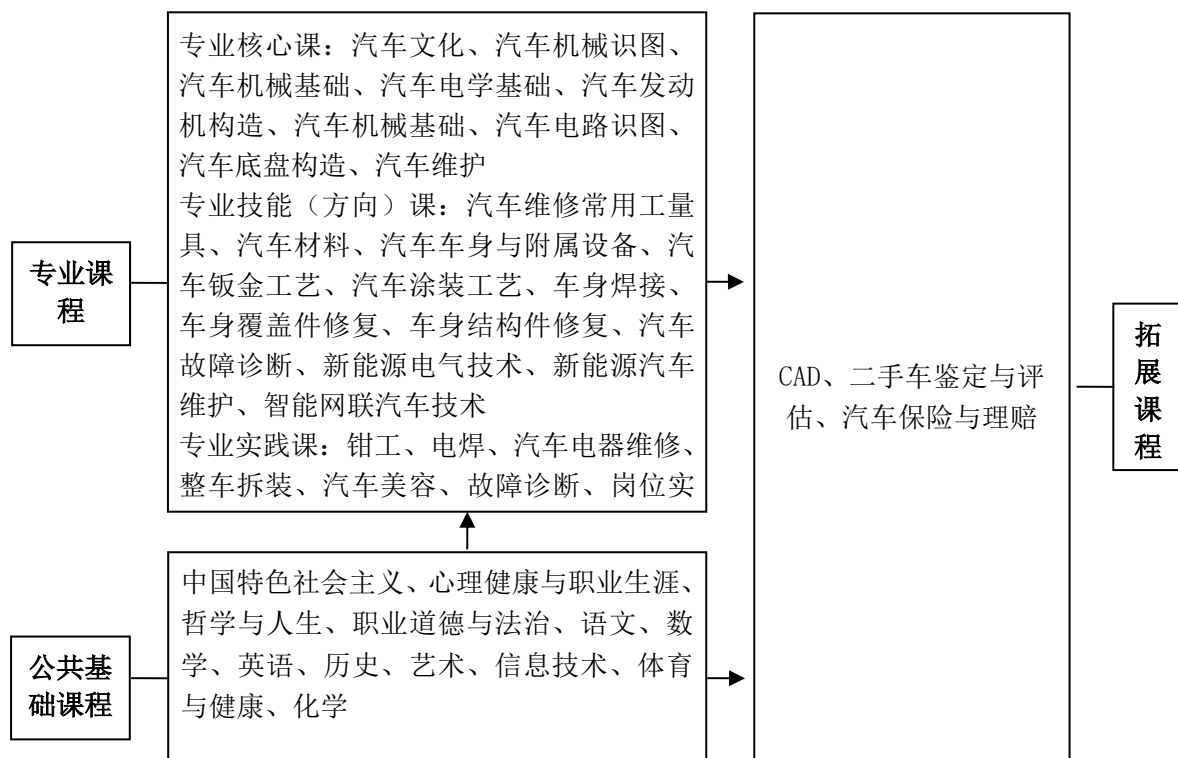 专业课
程
专业核心课：汽车文化、汽车机械识图、
汽车机械基础、汽车电学基础、汽车发动
机构造、汽车机械基础、汽车电路识图、
汽车底盘构造、汽车维护
专业技能（方向）课：汽车维修常用工量
具、汽车材料、汽车车身与附属设备、汽
车钣金工艺、汽车涂装工艺、车身焊接、
车身覆盖件修复、车身结构件修复、汽车
故障诊断、新能源电气技术、新能源汽车
维护、智能网联汽车技术
专业实践课：钳工、电焊、汽车电器维修、
整车拆装、汽车美容、故障诊断、岗位实
公共基
础课程
中国特色社会主义、心理健康与职业生涯、
哲学与人生、职业道德与法治、语文、数
学、英语、历史、艺术、信息技术、体育
与健康、化学
CAD、二手车鉴定与评
估、汽车保险与理赔
拓
展
课
程